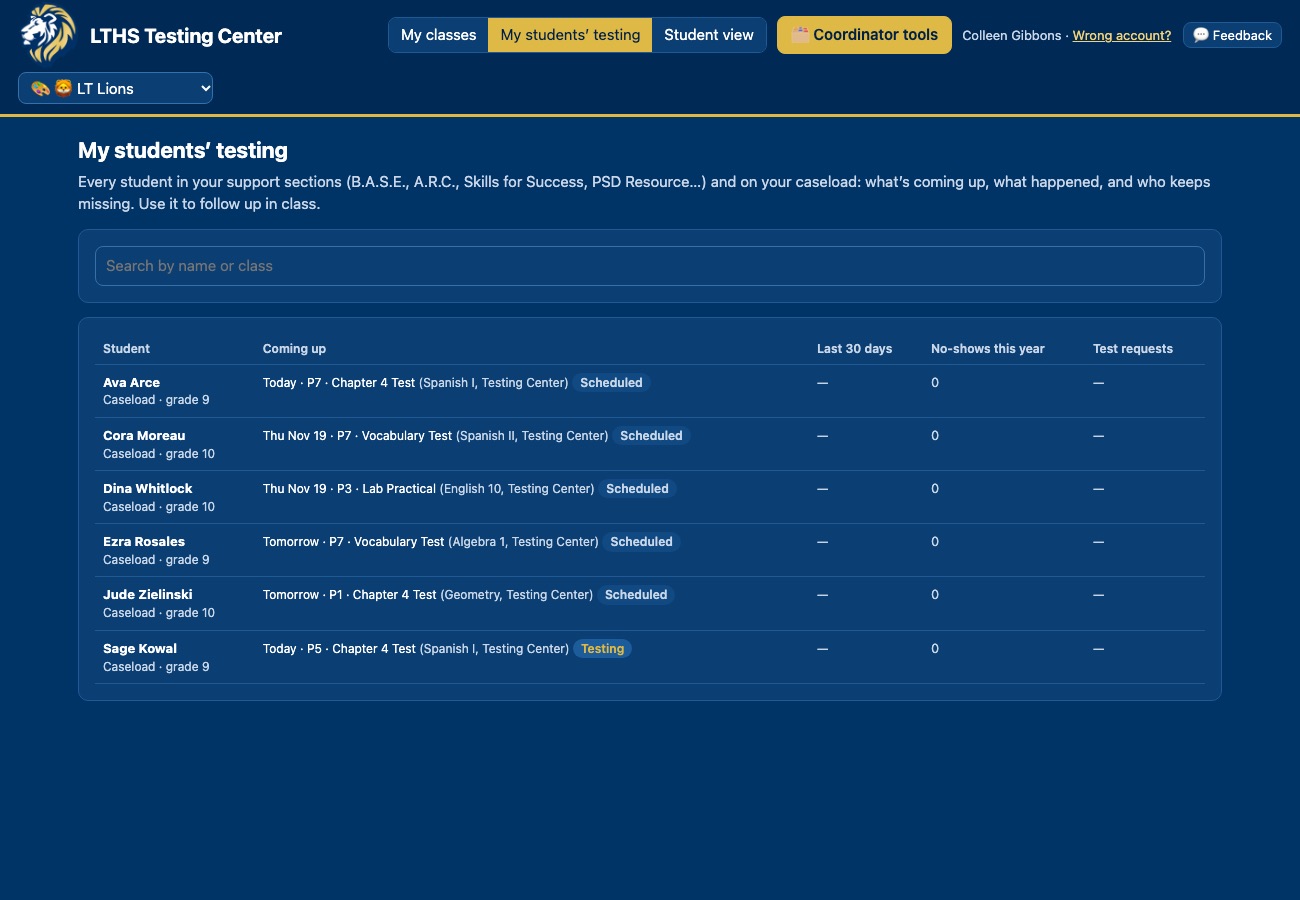 LTHS Testing Center
My classes
My students’ testing
Student view
🗂️ Coordinator tools
Colleen Gibbons · Wrong account?
💬 Feedback
🎨 🦁 LT Lions
My students’ testing
Every student in your support sections (B.A.S.E., A.R.C., Skills for Success, PSD Resource…) and on your caseload: what’s coming up, what happened, and who keeps
missing. Use it to follow up in class.
Search by name or class
Student Coming up Last 30 days No-shows this year Test requests
Ava Arce Today · P7 · Chapter 4 Test (Spanish I, Testing Center) Scheduled — 0 —
Caseload · grade 9
Cora Moreau Thu Nov 19 · P7 · Vocabulary Test (Spanish II, Testing Center) Scheduled — 0 —
Caseload · grade 10
Dina Whitlock Thu Nov 19 · P3 · Lab Practical (English 10, Testing Center) Scheduled — 0 —
Caseload · grade 10
Ezra Rosales Tomorrow · P7 · Vocabulary Test (Algebra 1, Testing Center) Scheduled — 0 —
Caseload · grade 9
Jude Zielinski Tomorrow · P1 · Chapter 4 Test (Geometry, Testing Center) Scheduled — 0 —
Caseload · grade 10
Sage Kowal Today · P5 · Chapter 4 Test (Spanish I, Testing Center) Testing — 0 —
Caseload · grade 9